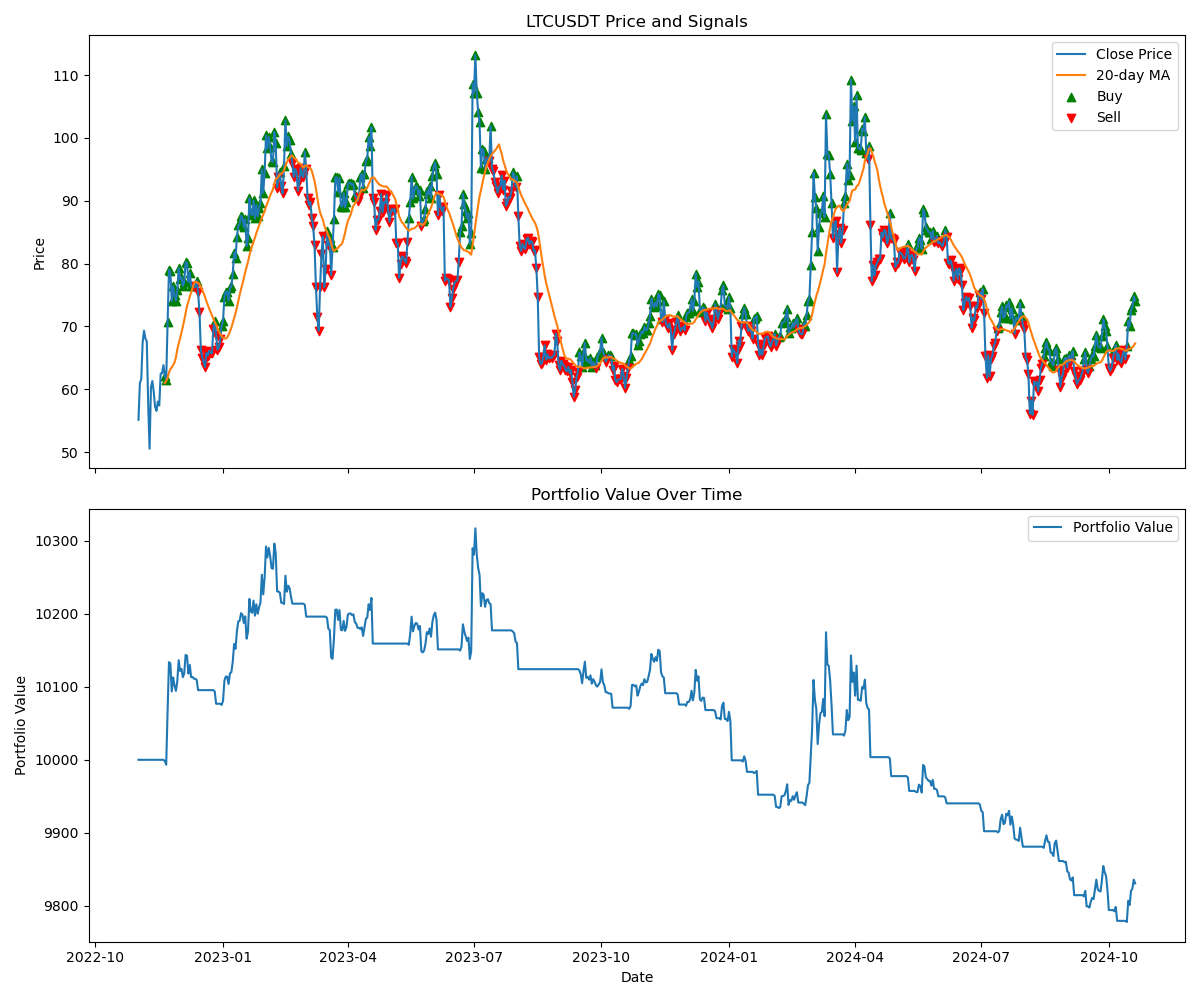 LTCUSDT Price and Signals
Price
110
100
90
80
70
60
50
Close Price
20-day MA
Buy
Sell
Portfolio Value Over Time
Portfolio Value
10300
10200
10100
10000
9900
9800
Portfolio Value
2022-10
2023-01
2023-04
2023-07
2023-10
2024-01
2024-04
2024-07
2024-10
Date